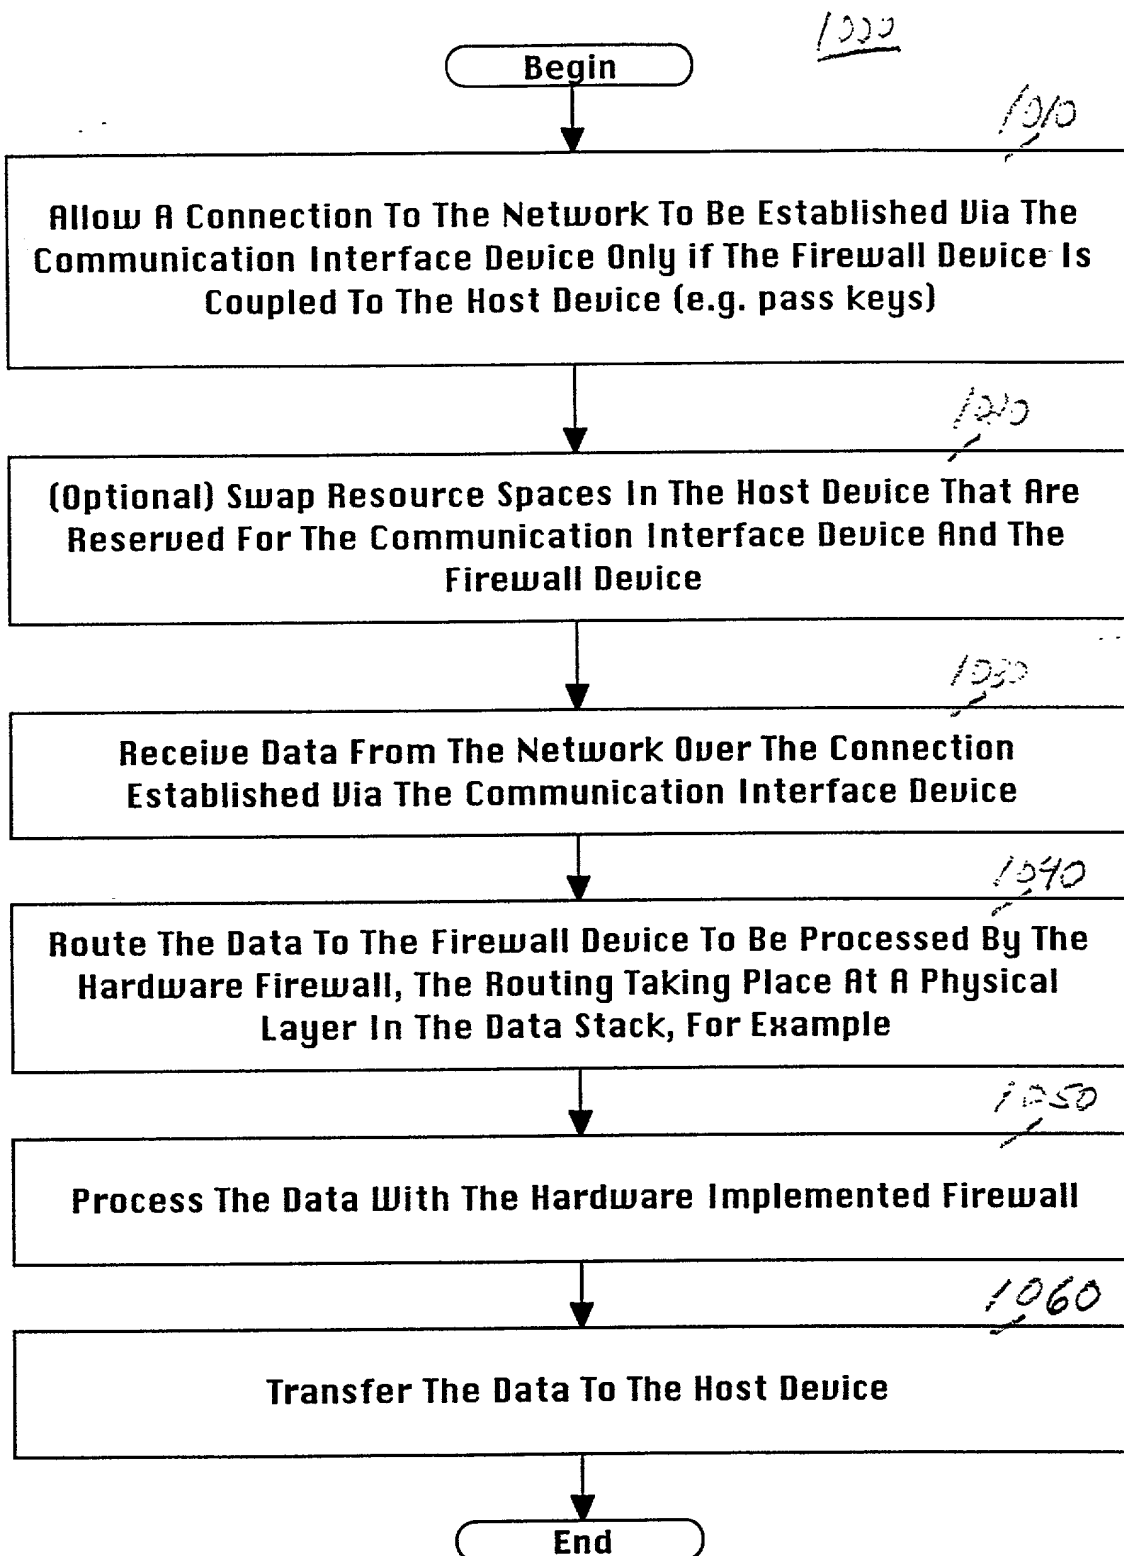 1000
Begin
1010
Allow A Connection To The Network To Be Established Via The
Communication Interface Device Only if The Firewall Device Is
Coupled To The Host Device (e.g. pass keys)
1020
(Optional) Swap Resource Spaces In The Host Device That Are
Reserved For The Communication Interface Device And The
Firewall Device
1030
Receive Data From The Network Over The Connection
Established Via The Communication Interface Device
1040
Route The Data To The Firewall Device To Be Processed By The
Hardware Firewall, The Routing Taking Place At A Physical
Layer In The Data Stack, For Example
1050
Process The Data With The Hardware Implemented Firewall
1060
Transfer The Data To The Host Device
End